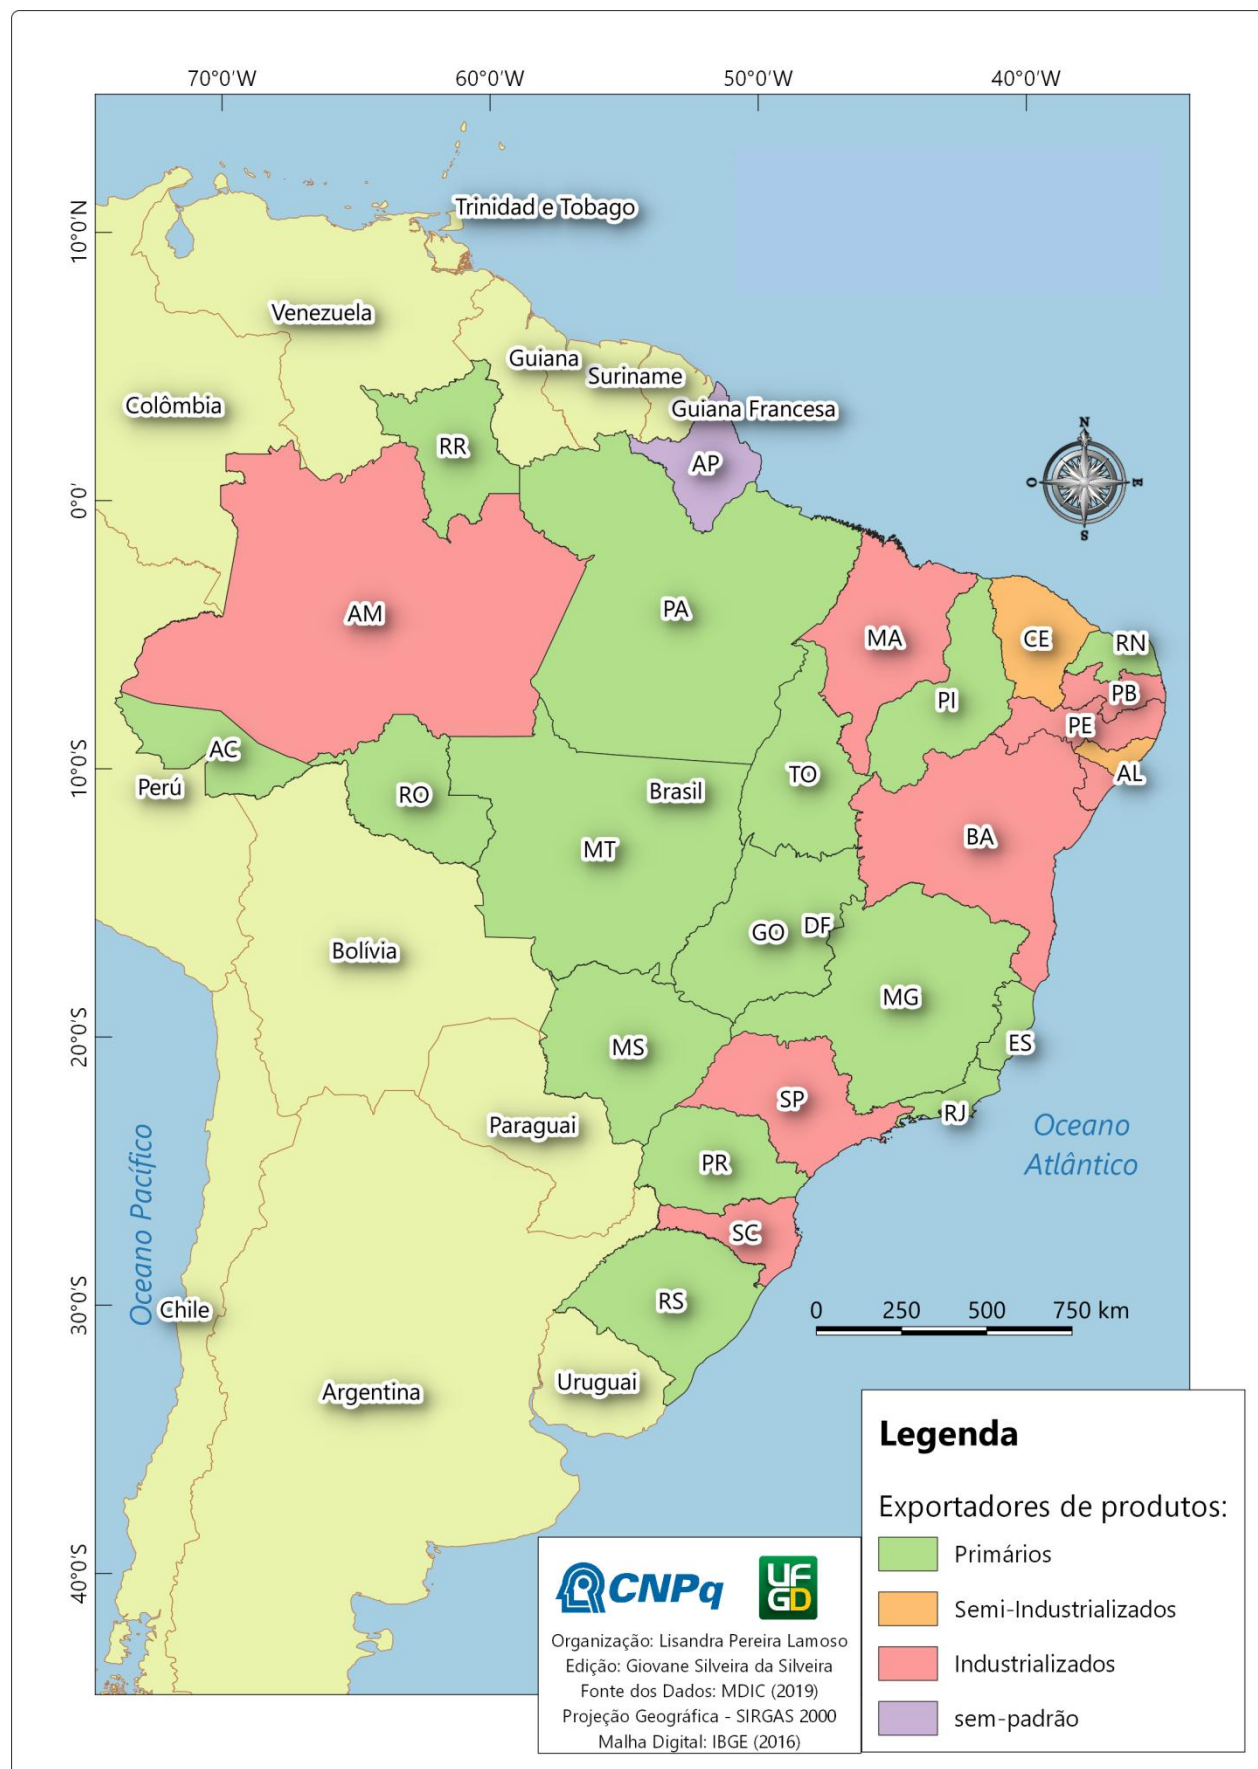 70°0'W
60°0'W
50°0'W
40°0'W
10°0'N
0°0'
10°0'S
20°0'S
30°0'S
40°0'S
Trinidad e Tobago
Venezuela
Guiana
Suriname
Guiana Francesa
Colômbia
RR
AP
N
O
E
S
AM
PA
MA
CE
RN
PB
PI
PE
AC
Perú
RO
TO
AL
Brasil
MT
BA
GO
DF
Bolívia
MG
MS
ES
SP
RJ
Paraguai
Oceano
Atlântico
PR
Oceano Pacífico
SC
RS
Chile
0 250 500 750 km
Argentina
Uruguai
Legenda
Exportadores de produtos:
Primários
Semi-Industrializados
Industrializados
sem-padrão
CNPq
UF
GD
Organização: Lisandra Pereira Lamoso
Edição: Giovane Silveira da Silveira
Fonte dos Dados: MDIC (2019)
Projeção Geográfica - SIRGAS 2000
Malha Digital: IBGE (2016)